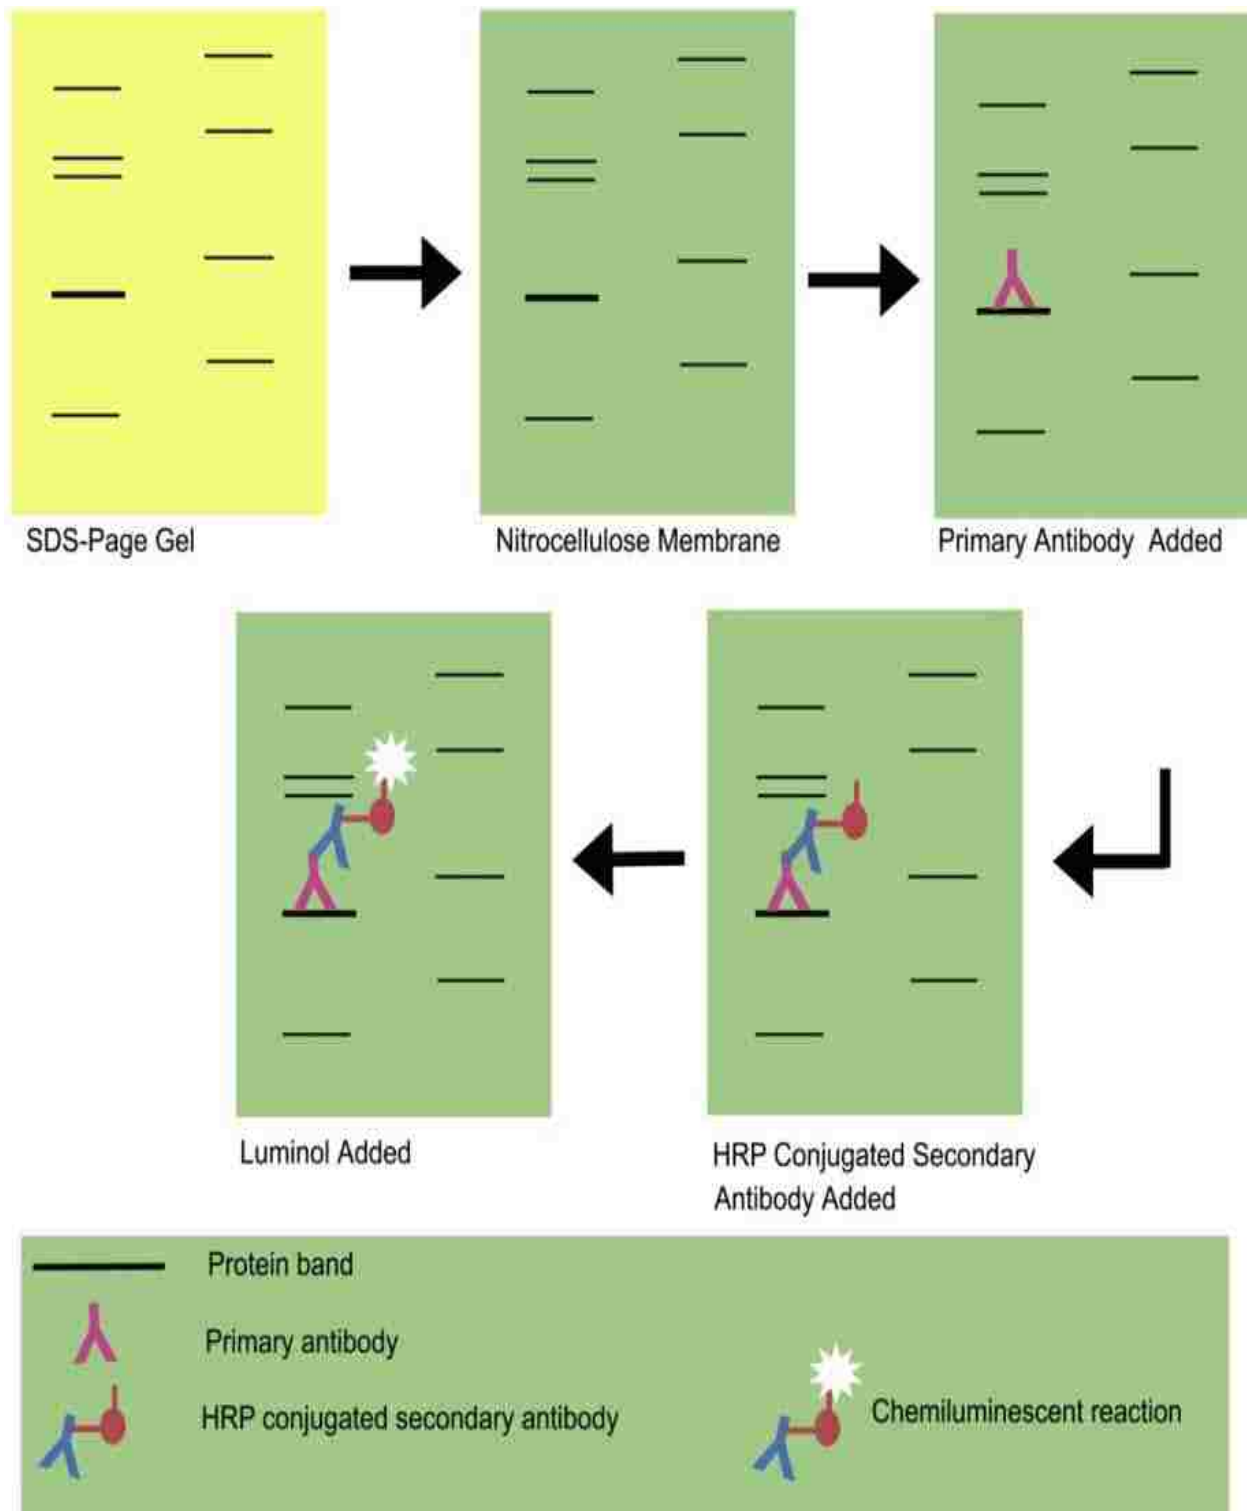 SDS-Page Gel
Nitrocellulose Membrane
Primary Antibody Added
Luminol Added
HRP Conjugated Secondary
Antibody Added
Protein band
Primary antibody
HRP conjugated secondary antibody
Chemiluminescent reaction